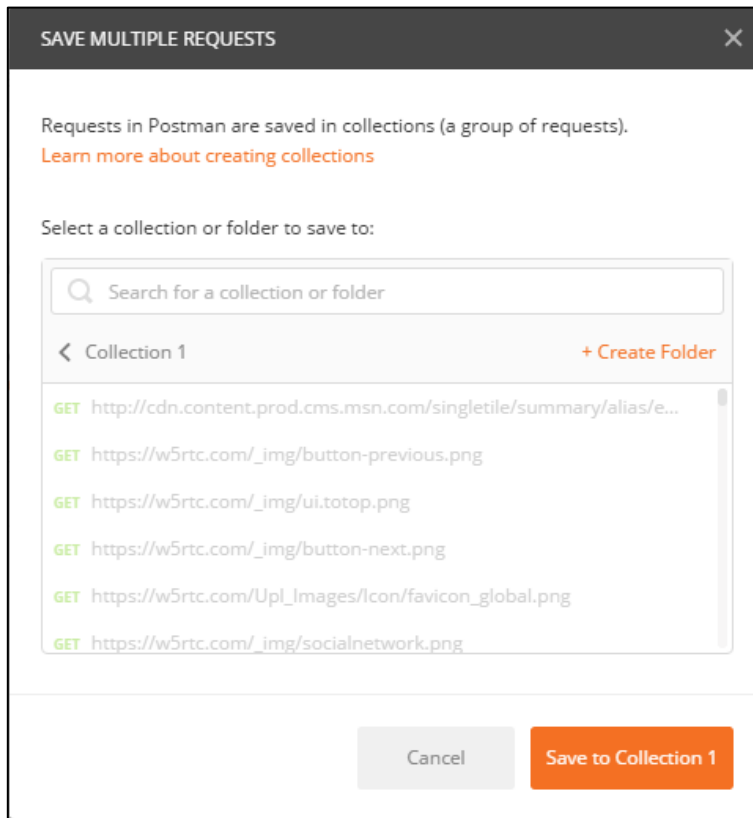 SAVE MULTIPLE REQUESTS
Requests in Postman are saved in collections (a group of requests).
Learn more about creating collections
Select a collection or folder to save to:
Search for a collection or folder
Collection 1 + Create Folder
GET http://cdn.content.prod.cms.msn.com/singletile/summary/alias/e...
GET https://w5rtc.com/_img/button-previous.png
GET https://w5rtc.com/_img/ui.totop.png
GET https://w5rtc.com/_img/button-next.png
GET https://w5rtc.com/Upl_Images/Icon/favicon_global.png
GET https://w5rtc.com/_img/socialnetwork.png
Cancel Save to Collection 1